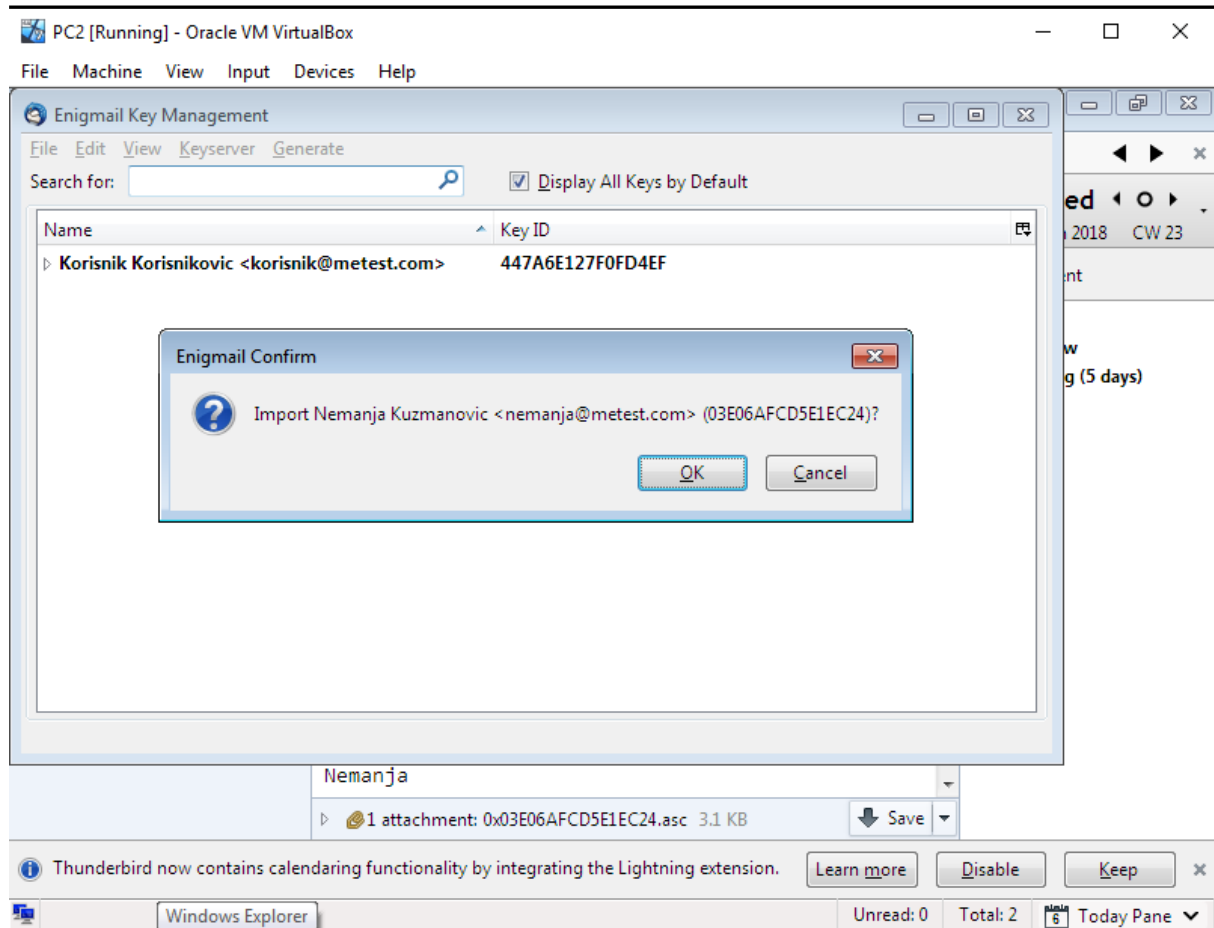 PC2 [Running] - Oracle VM VirtualBox
File Machine View Input Devices Help
Enigmail Key Management
File Edit View Keyserver Generate
Search for:
Display All Keys by Default
Name Key ID
Korisnik Korisnikovic <korisnik@metest.com> 447A6E127F0FD4EF
ed
2018 CW 23
nt
w
g (5 days)
Enigmail Confirm
Import Nemanja Kuzmanovic <nemanja@metest.com> (03E06AFCD5E1EC24)?
OK Cancel
Nemanja
1 attachment: 0x03E06AFCD5E1EC24.asc 3.1 KB Save
Thunderbird now contains calendaring functionality by integrating the Lightning extension. Learn more Disable Keep
Windows Explorer Unread: 0 Total: 2 6 Today Pane